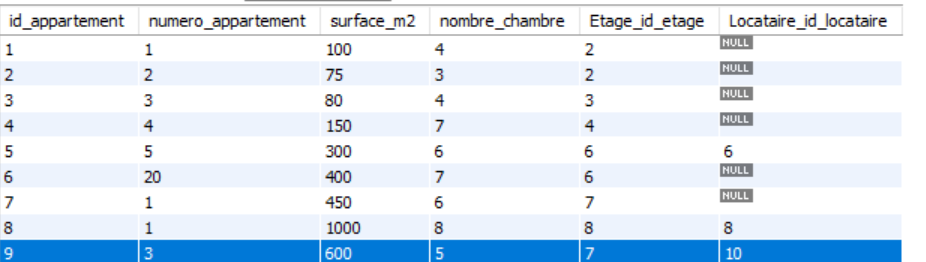 id_appartement numero_appartement surface_m2 nombre_chambre Etage_id_etage Locataire_id_locataire
1 1 100 4 2 NULL
2 2 75 3 2 NULL
3 3 80 4 3 NULL
4 4 150 7 4 NULL
5 5 300 6 6 6
6 20 400 7 6 NULL
7 1 450 6 7 NULL
8 1 1000 8 8 8
9 3 600 5 7 10